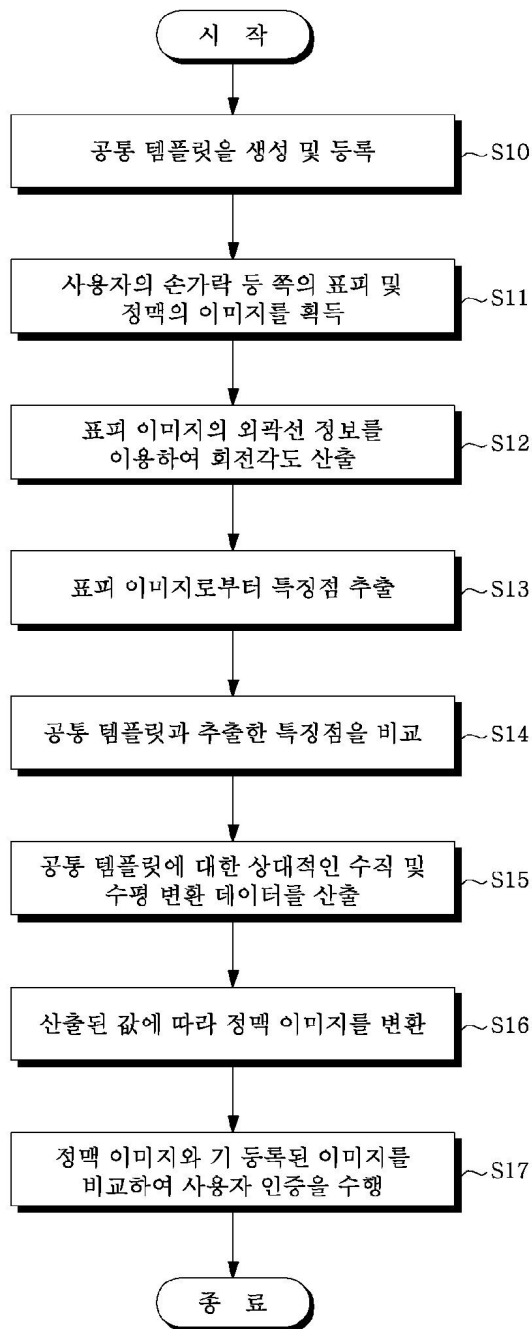 시 작
공통 템플릿을 생성 및 등록
S10
사용자의 손가락 등 쪽의 표피 및
정맥의 이미지를 획득
S11
표피 이미지의 외곽선 정보를
이용하여 회전각도 산출
S12
표피 이미지로부터 특징점 추출
S13
공통 템플릿과 추출한 특징점을 비교
S14
공통 템플릿에 대한 상대적인 수직 및
수평 변환 데이터를 산출
S15
산출된 값에 따라 정맥 이미지를 변환
S16
정맥 이미지와 기 등록된 이미지를
비교하여 사용자 인증을 수행
S17
종 료